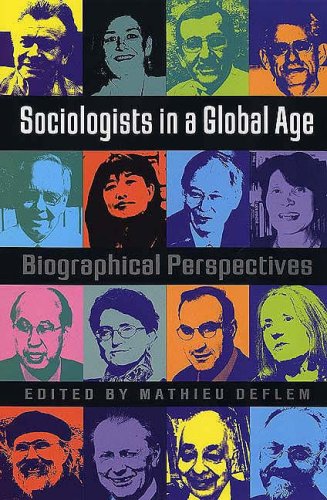 Sociologists in a Global Age
Biographical Perspectives
EDITED BY MATHIEU DEFLEM